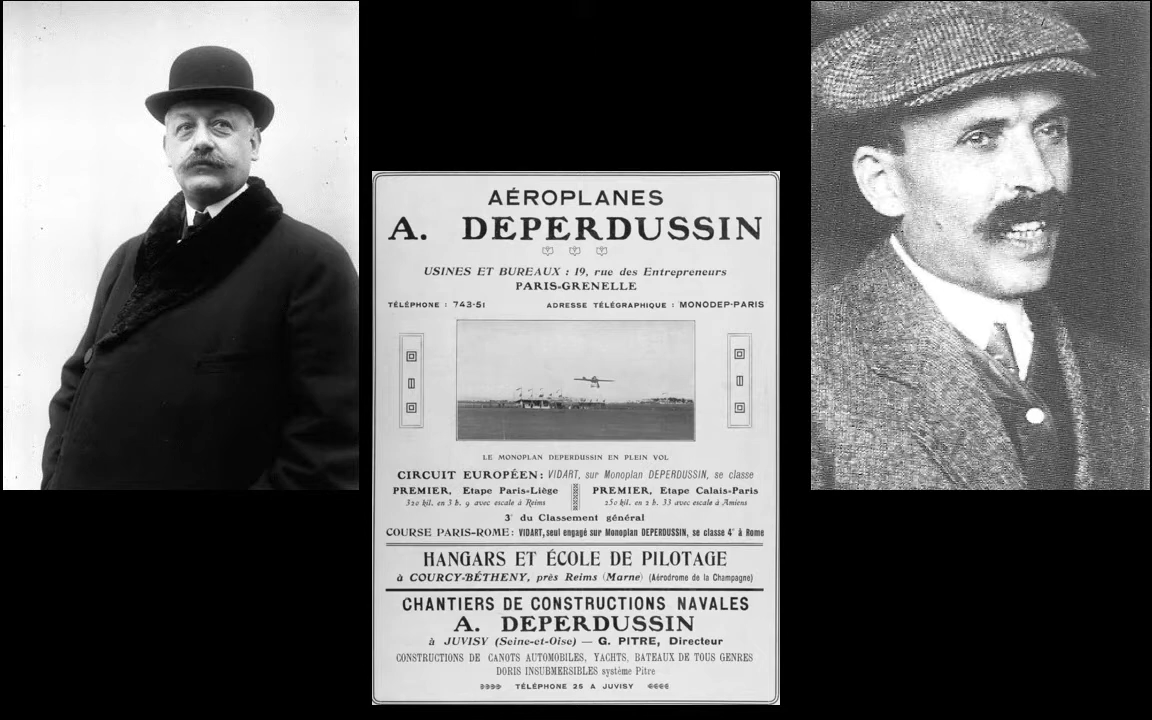 AÉROPLANES
A. DEPERDUSSIN
USINES ET BUREAUX : 19, rue des Entrepreneurs
PARIS-GRENELLE
TÉLÉPHONE : 743-51 ADRESSE TÉLÉGRAPHIQUE : MONODEP-PARIS
LE MONOPLAN DEPERDUSSIN EN PLEIN VOL
CIRCUIT EUROPÉEN : VIDART, sur Monoplan DEPERDUSSIN, se classe
PREMIER, Etape Paris-Liège
320 kil. en 3 h. 9 avec escale à Reims
PREMIER, Etape Calais-Paris
250 kil. en 2 h. 33 avec escale à Amiens
3e du Classement général
COURSE PARIS-ROME : VIDART, seul engagé sur Monoplan DEPERDUSSIN, se classe 4e à Rome
HANGARS ET ÉCOLE DE PILOTAGE
à COURCY-BÉTHENY, près Reims (Marne) (Aérodrome de la Champagne)
CHANTIERS DE CONSTRUCTIONS NAVALES
A. DEPERDUSSIN
à JUVISY (Seine-et-Oise) — G. PITRE, Directeur
CONSTRUCTIONS DE CANOTS AUTOMOBILES, YACHTS, BATEAUX DE TOUS GENRES
DORIS INSUBMERSIBLES système Pitre
TÉLÉPHONE 25 A JUVISY